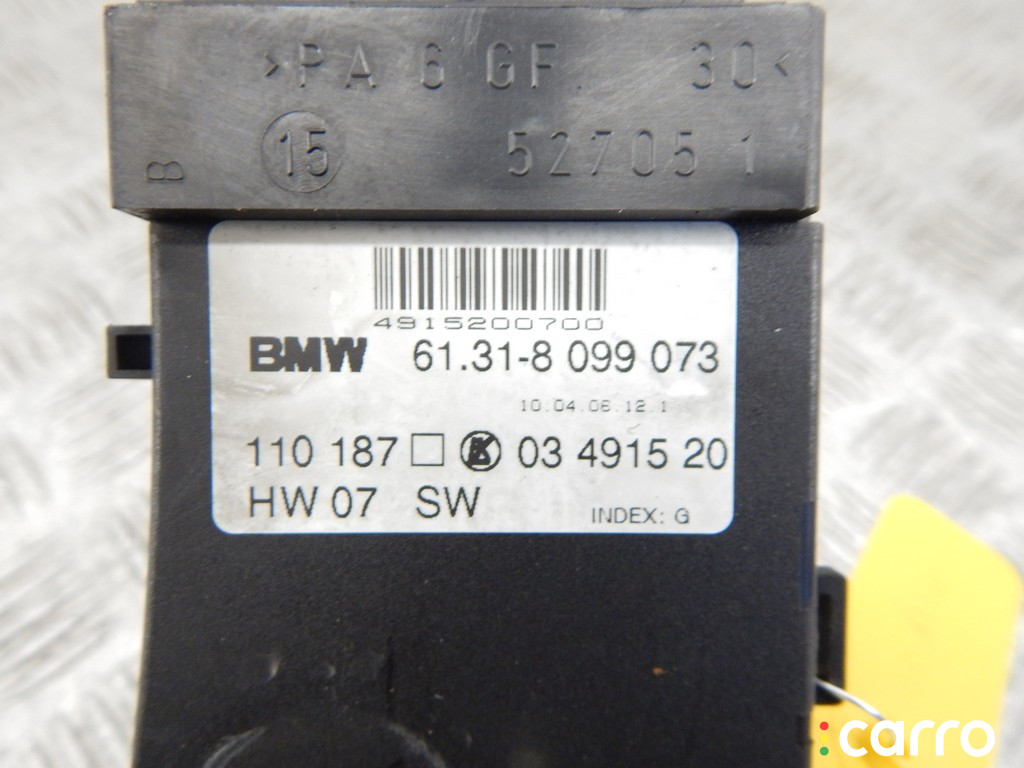 >PA 6 GF. 30<
B 15 52705 1
4915200700
BMW 61.31-8 099 073
10.04.06.12.1
110 187 □ K 03 4915 20
HW 07 SW
INDEX: G
carro